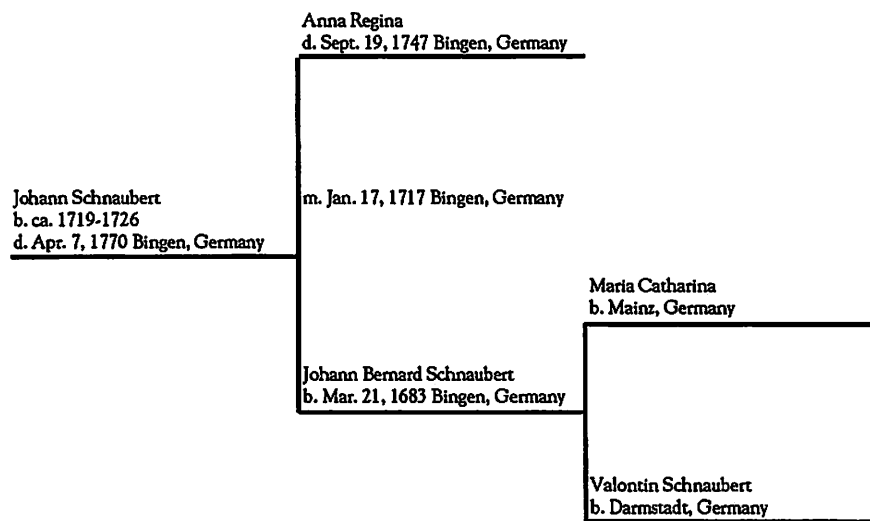 Anna Regina
d. Sept. 19, 1747 Bingen, Germany
Johann Schnaubert
b. ca. 1719-1726
d. Apr. 7, 1770 Bingen, Germany
m. Jan. 17, 1717 Bingen, Germany
Maria Catharina
b. Mainz, Germany
Johann Bernard Schnaubert
b. Mar. 21, 1683 Bingen, Germany
Valontin Schnaubert
b. Darmstadt, Germany